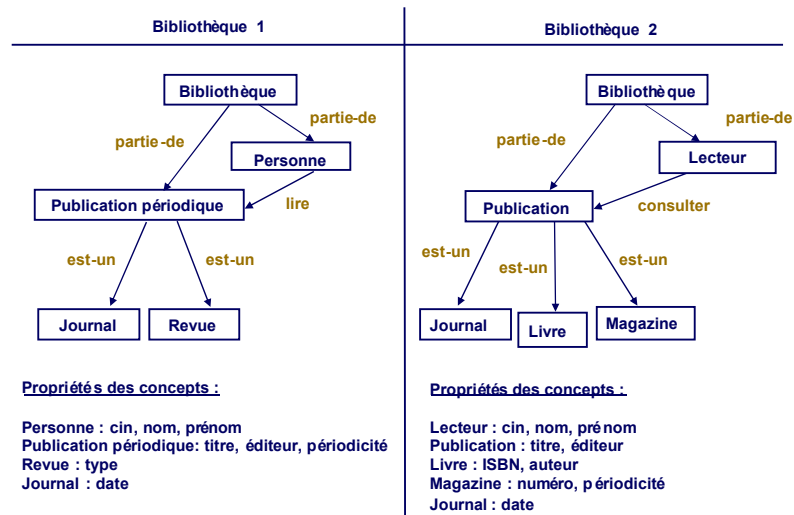 Bibliothèque 1
Bibliothèque
partie-de
partie-de
Personne
Publication périodique
lire
est-un
est-un
Journal
Revue
Propriétés des concepts :
Personne : cin, nom, prénom
Publication périodique: titre, éditeur, périodicité
Revue : type
Journal : date
Bibliothèque 2
Bibliothèque
partie-de
partie-de
Lecteur
Publication
consulter
est-un
est-un
est-un
Journal
Livre
Magazine
Propriétés des concepts :
Lecteur : cin, nom, prénom
Publication : titre, éditeur
Livre : ISBN, auteur
Magazine : numéro, périodicité
Journal : date